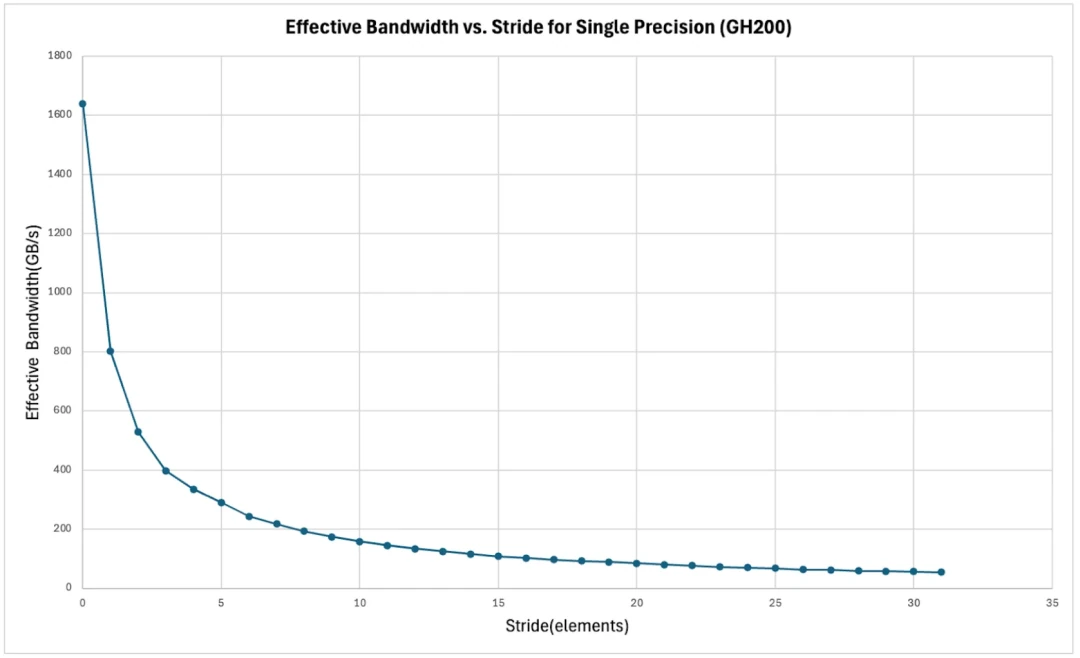 Effective Bandwidth vs. Stride for Single Precision (GH200)
1800
1600
1400
1200
1000
800
600
400
200
0
Effective Bandwidth(GB/s)
0 5 10 15 20 25 30 35
Stride(elements)